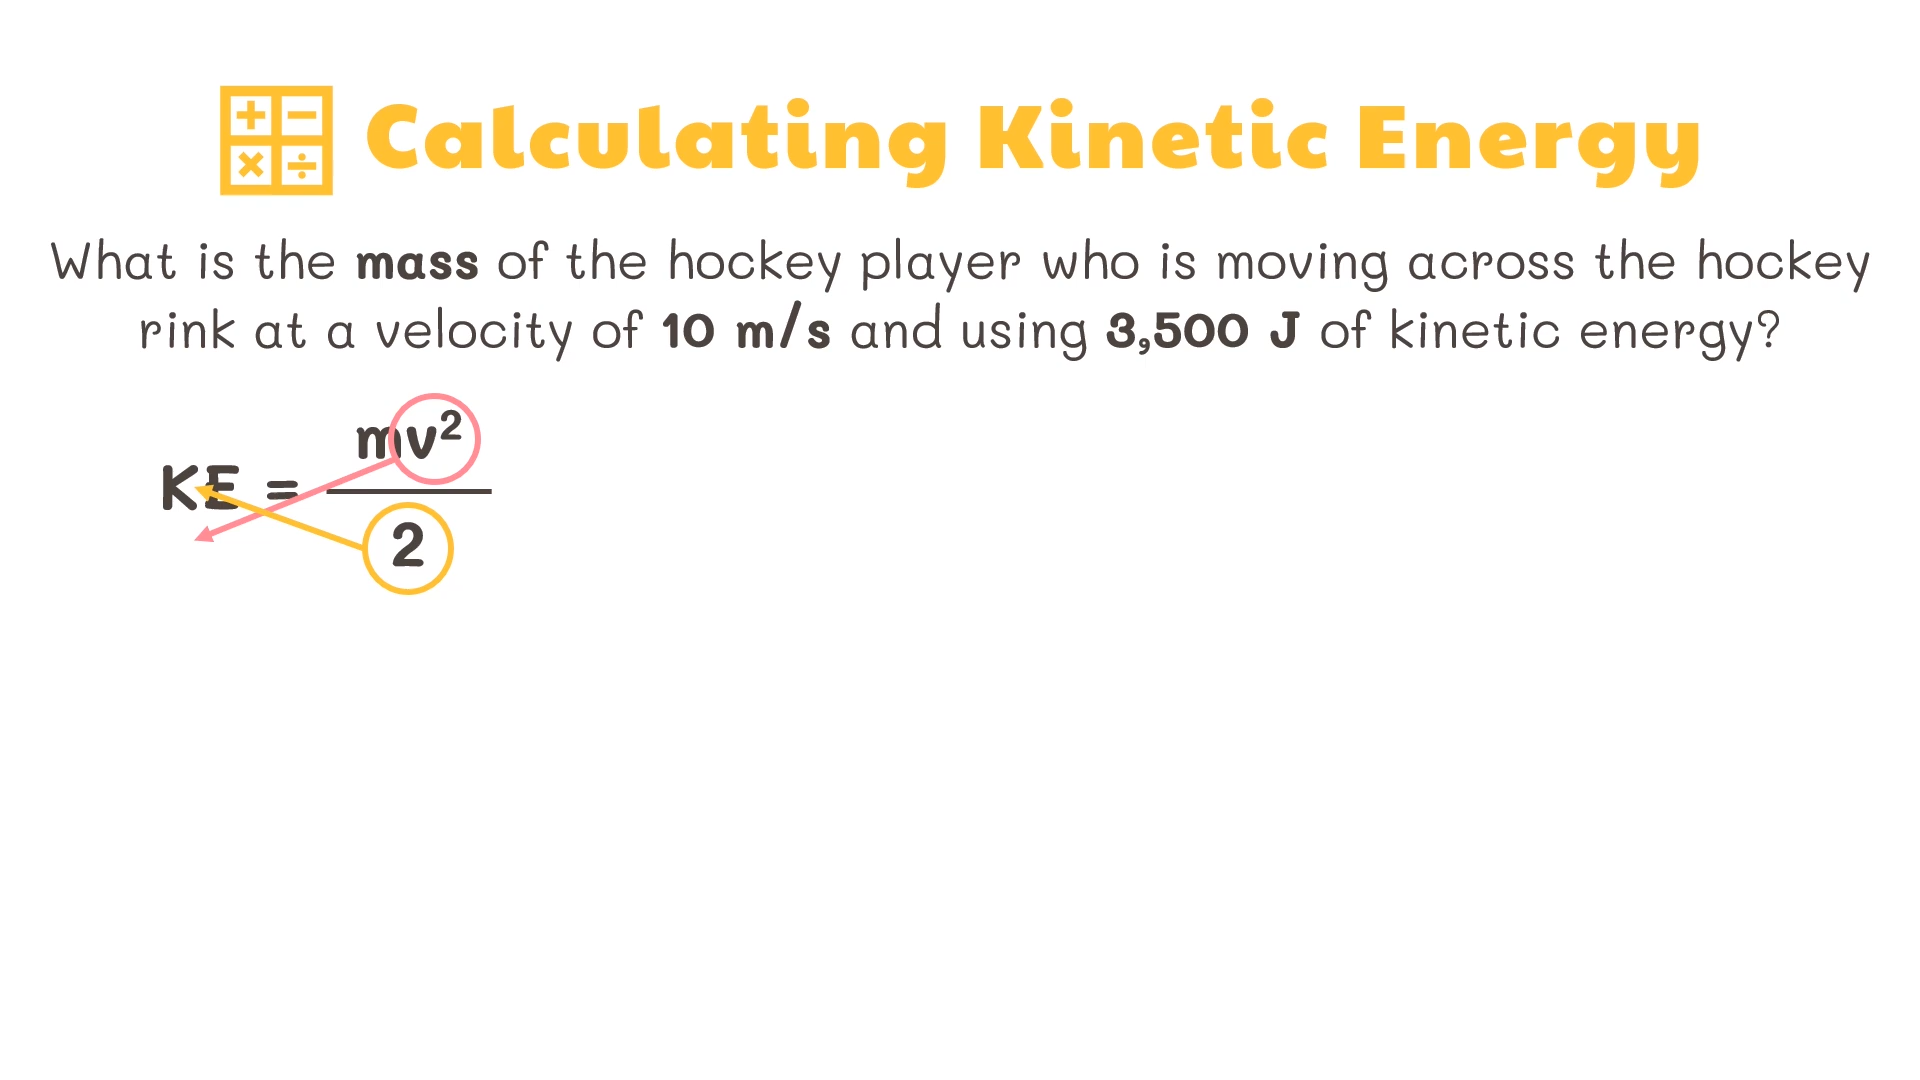 Calculating Kinetic Energy
What is the mass of the hockey player who is moving across the hockey
rink at a velocity of 10 m/s and using 3,500 J of kinetic energy?
mv²
KE =
2